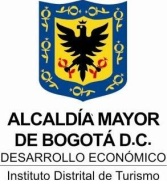 ALCALDÍA MAYOR
DE BOGOTÁ D.C.
DESARROLLO ECONÓMICO
Instituto Distrital de Turismo